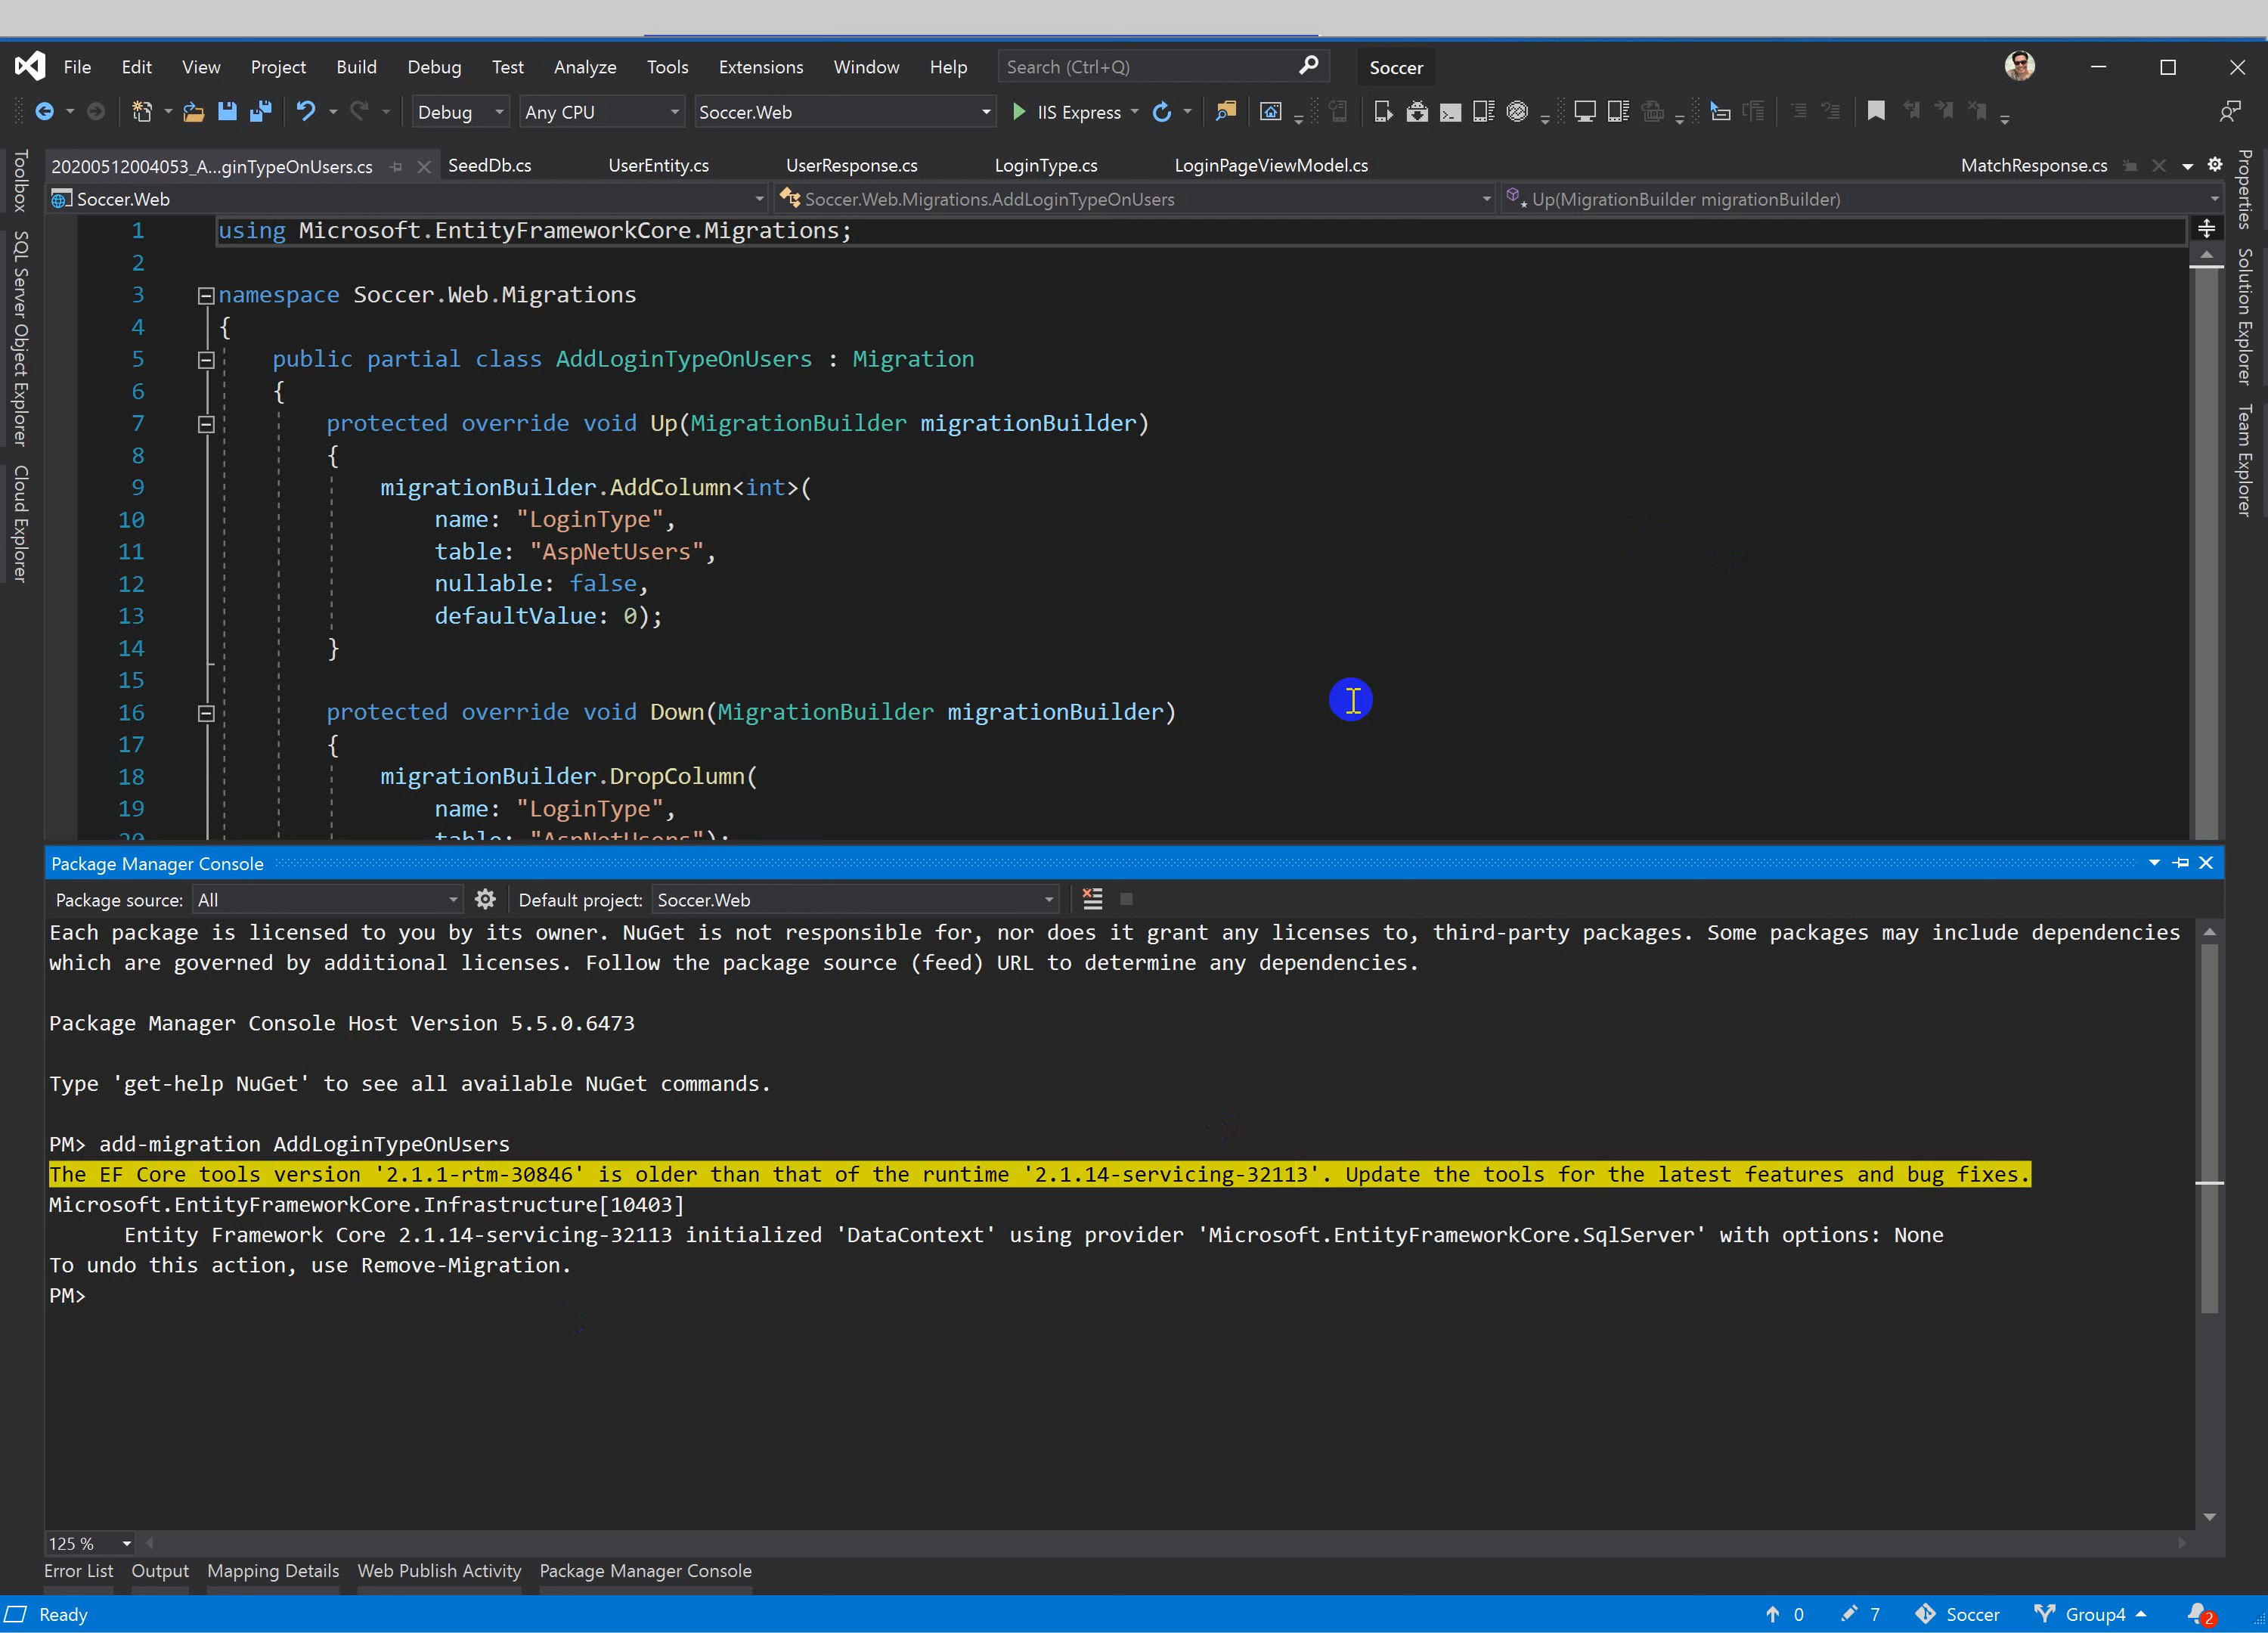 File Edit View Project Build Debug Test Analyze Tools Extensions Window Help Search (Ctrl+Q) Soccer
Debug Any CPU Soccer.Web IIS Express
20200512004053_A...ginTypeOnUsers.cs SeedDb.cs UserEntity.cs UserResponse.cs LoginType.cs LoginPageViewModel.cs MatchResponse.cs
Soccer.Web Soccer.Web.Migrations.AddLoginTypeOnUsers Up(MigrationBuilder migrationBuilder)
Toolbox
SQL Server Object Explorer
Cloud Explorer
1 using Microsoft.EntityFrameworkCore.Migrations;
2
3 namespace Soccer.Web.Migrations
4 {
5 public partial class AddLoginTypeOnUsers : Migration
6 {
7 protected override void Up(MigrationBuilder migrationBuilder)
8 {
9 migrationBuilder.AddColumn<int>(
10 name: "LoginType",
11 table: "AspNetUsers",
12 nullable: false,
13 defaultValue: 0);
14 }
15
16 protected override void Down(MigrationBuilder migrationBuilder)
17 {
18 migrationBuilder.DropColumn(
19 name: "LoginType",
20 table: "AspNetUsers");
Properties
Solution Explorer
Team Explorer
Package Manager Console
Package source: All Default project: Soccer.Web
Each package is licensed to you by its owner. NuGet is not responsible for, nor does it grant any licenses to, third-party packages. Some packages may include dependencies
which are governed by additional licenses. Follow the package source (feed) URL to determine any dependencies.
Package Manager Console Host Version 5.5.0.6473
Type 'get-help NuGet' to see all available NuGet commands.
PM> add-migration AddLoginTypeOnUsers
The EF Core tools version '2.1.1-rtm-30846' is older than that of the runtime '2.1.14-servicing-32113'. Update the tools for the latest features and bug fixes.
Microsoft.EntityFrameworkCore.Infrastructure[10403]
Entity Framework Core 2.1.14-servicing-32113 initialized 'DataContext' using provider 'Microsoft.EntityFrameworkCore.SqlServer' with options: None
To undo this action, use Remove-Migration.
PM>
125 %
Error List Output Mapping Details Web Publish Activity Package Manager Console
Ready 0 7 Soccer Group4 2